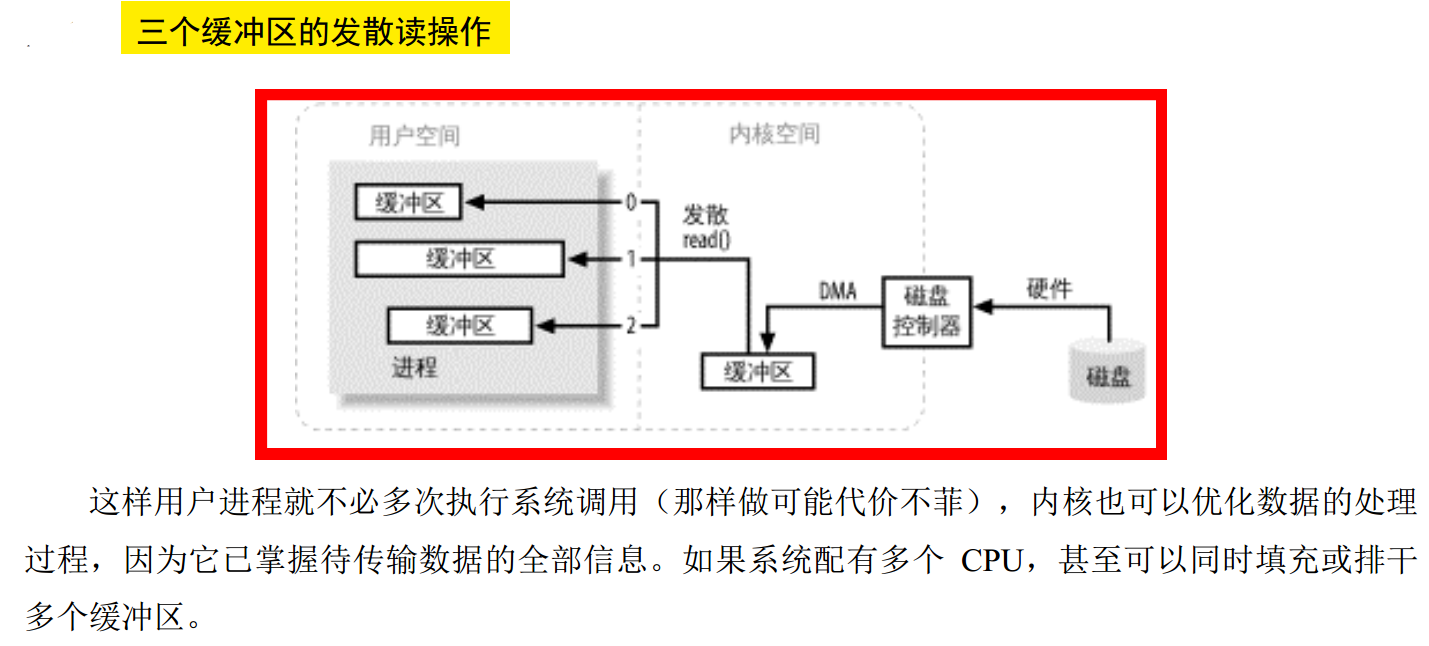 三个缓冲区的发散读操作
用户空间
内核空间
缓冲区
0
发散
read()
缓冲区
1
DMA
磁盘
控制器
硬件
缓冲区
2
进程
缓冲区
磁盘
这样用户进程就不必多次执行系统调用（那样做可能代价不菲），内核也可以优化数据的处理
过程，因为它已掌握待传输数据的全部信息。如果系统配有多个 CPU，甚至可以同时填充或排干
多个缓冲区。